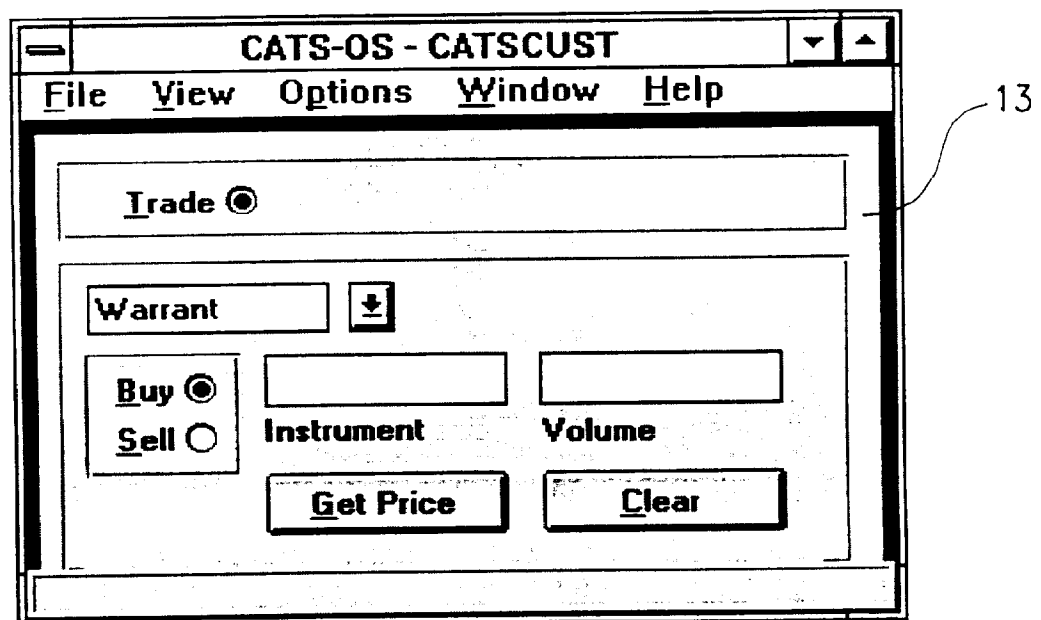 CATS-OS - CATSCUST
File View Options Window Help
13
Trade
Warrant
Buy
Sell
Instrument Volume
Get Price Clear